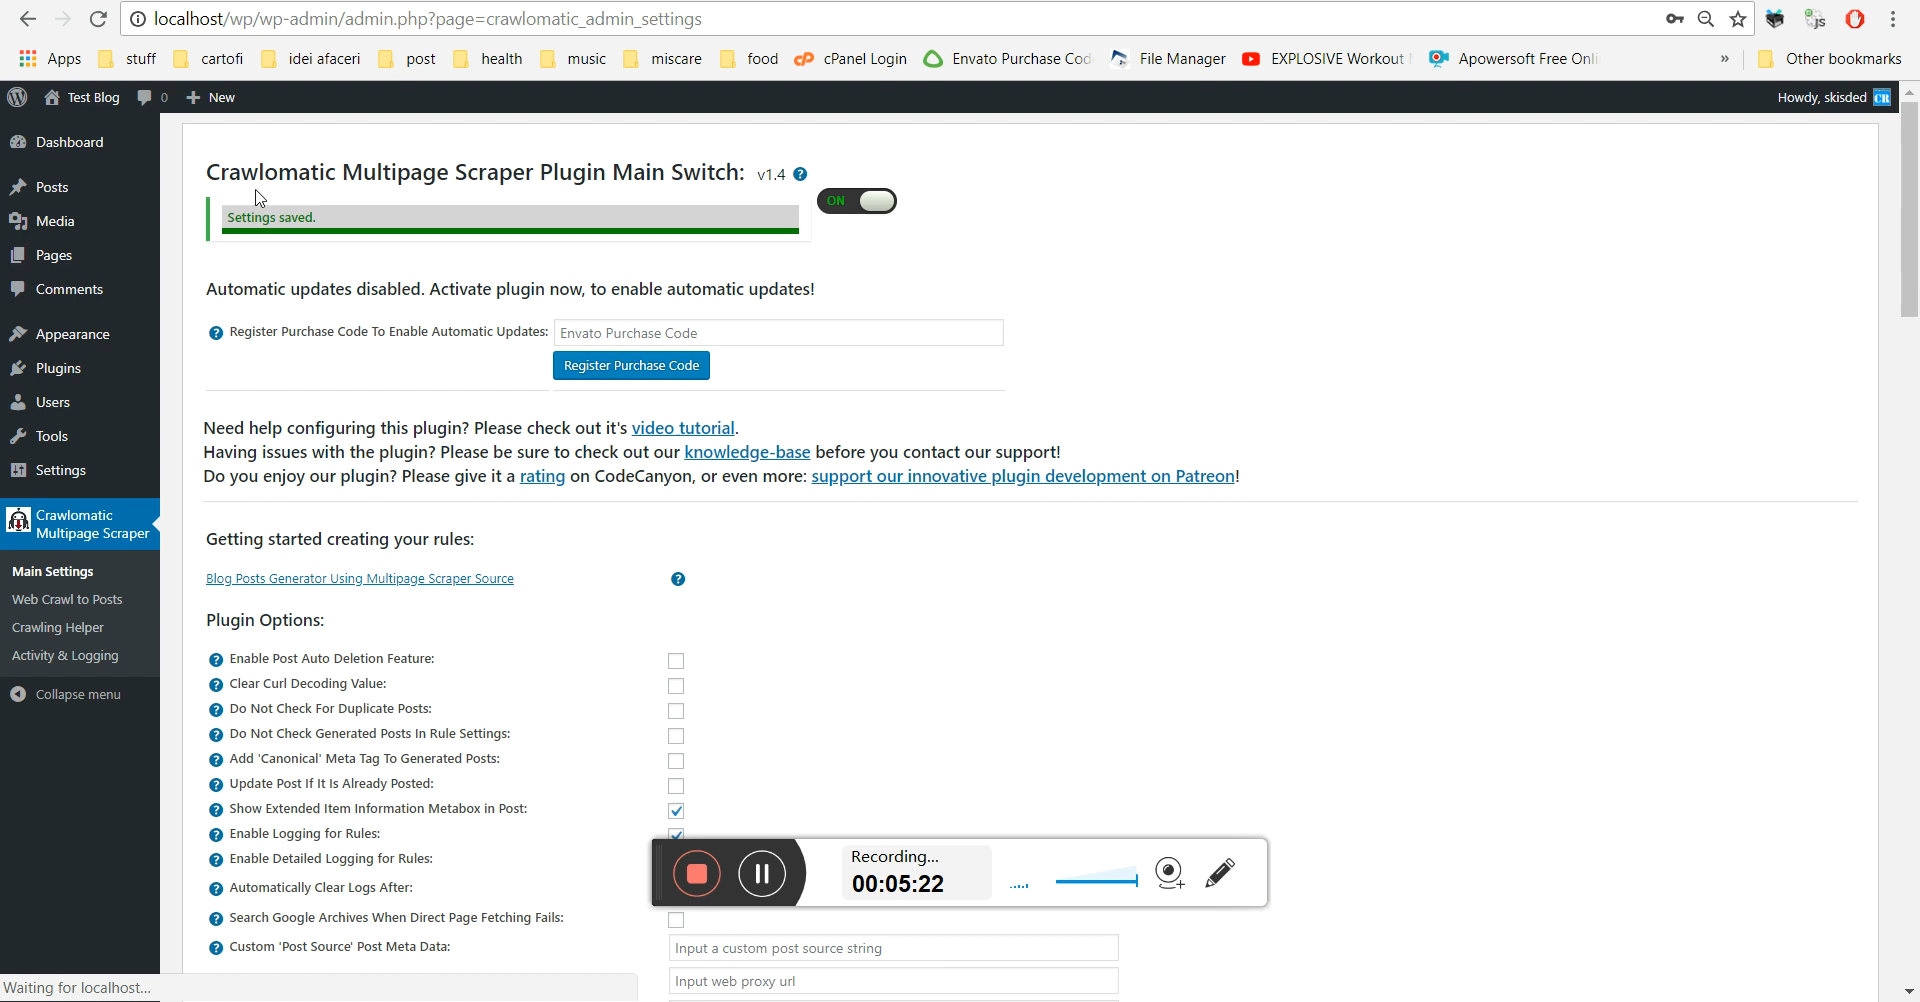 localhost/wp/wp-admin/admin.php?page=crawlomatic_admin_settings
Apps stuff cartofi idei afaceri post health music miscare food cPanel Login Envato Purchase Cod File Manager EXPLOSIVE Workout Apowersoft Free Onli » Other bookmarks
Test Blog 0 New Howdy, skisded CR
Dashboard
Posts
Media
Pages
Comments
Appearance
Plugins
Users
Tools
Settings
Crawlomatic
Multipage Scraper
Main Settings
Web Crawl to Posts
Crawling Helper
Activity & Logging
Collapse menu
Crawlomatic Multipage Scraper Plugin Main Switch: v1.4 ?
Settings saved.
ON
Automatic updates disabled. Activate plugin now, to enable automatic updates!
? Register Purchase Code To Enable Automatic Updates: Envato Purchase Code
Register Purchase Code
Need help configuring this plugin? Please check out it's video tutorial.
Having issues with the plugin? Please be sure to check out our knowledge-base before you contact our support!
Do you enjoy our plugin? Please give it a rating on CodeCanyon, or even more: support our innovative plugin development on Patreon!
Getting started creating your rules:
Blog Posts Generator Using Multipage Scraper Source ?
Plugin Options:
? Enable Post Auto Deletion Feature:
? Clear Curl Decoding Value:
? Do Not Check For Duplicate Posts:
? Do Not Check Generated Posts In Rule Settings:
? Add 'Canonical' Meta Tag To Generated Posts:
? Update Post If It Is Already Posted:
? Show Extended Item Information Metabox in Post:
? Enable Logging for Rules:
? Enable Detailed Logging for Rules:
? Automatically Clear Logs After:
? Search Google Archives When Direct Page Fetching Fails:
? Custom 'Post Source' Post Meta Data: Input a custom post source string
Input web proxy url
Recording...
00:05:22
Waiting for localhost...